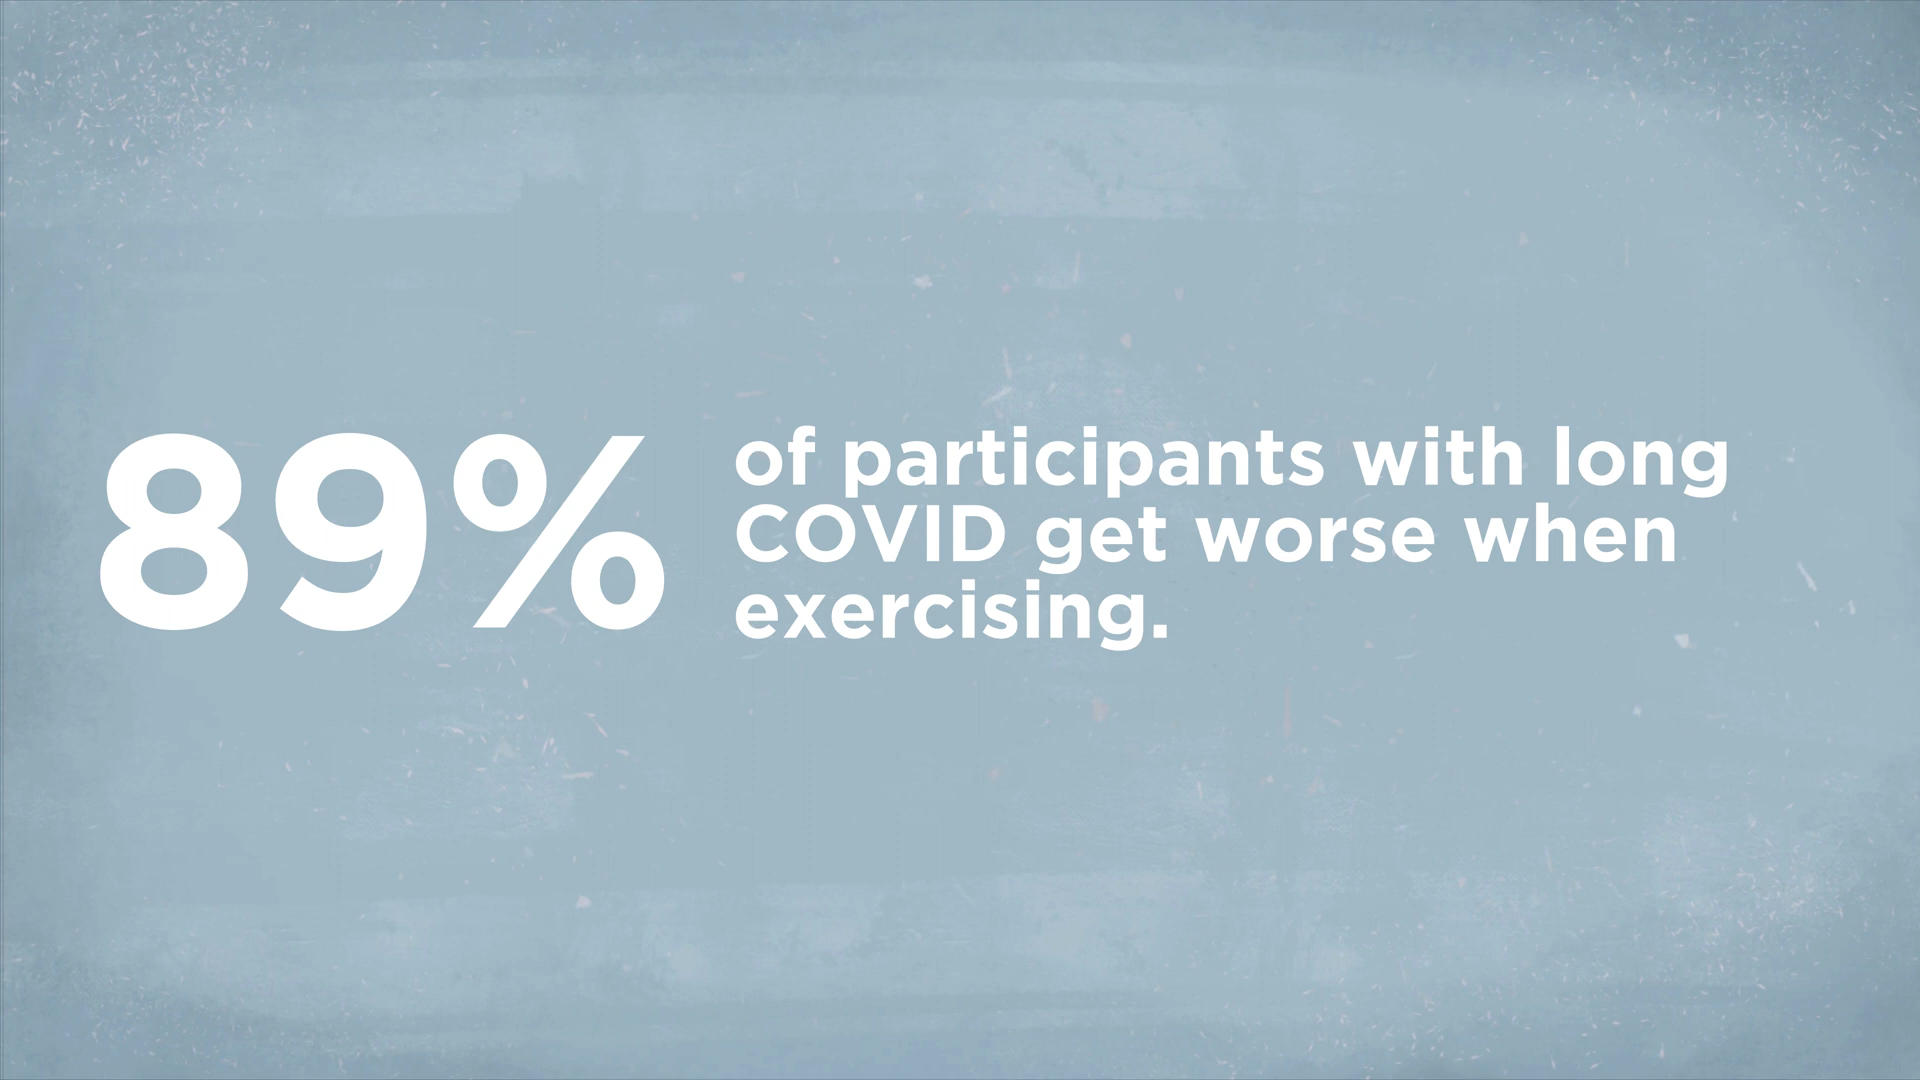 89%
of participants with long
COVID get worse when
exercising.